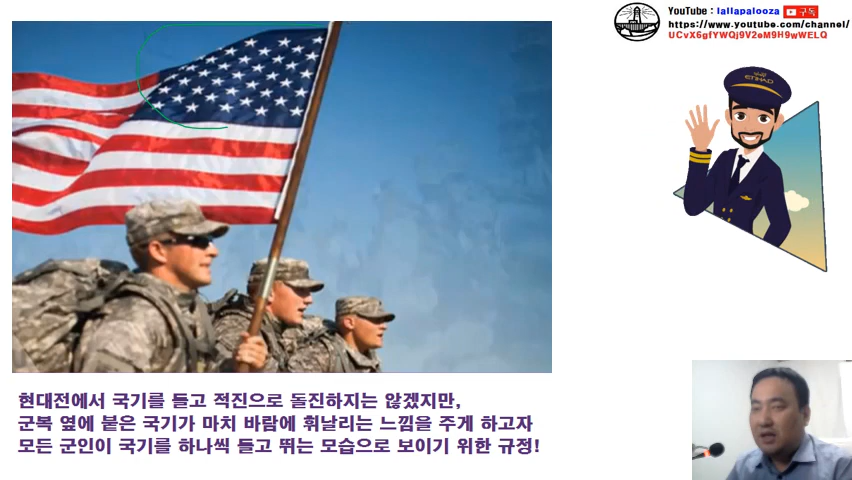 YouTube : lallapalooza 구독
https://www.youtube.com/channel/
UCvX6gfYWQj9V2eM9H9wWELQ
ETIHAD
현대전에서 국기를 들고 적진으로 돌진하지는 않겠지만,
군복 옆에 붙은 국기가 마치 바람에 휘날리는 느낌을 주게 하고자
모든 군인이 국기를 하나씩 들고 뛰는 모습으로 보이기 위한 규정!